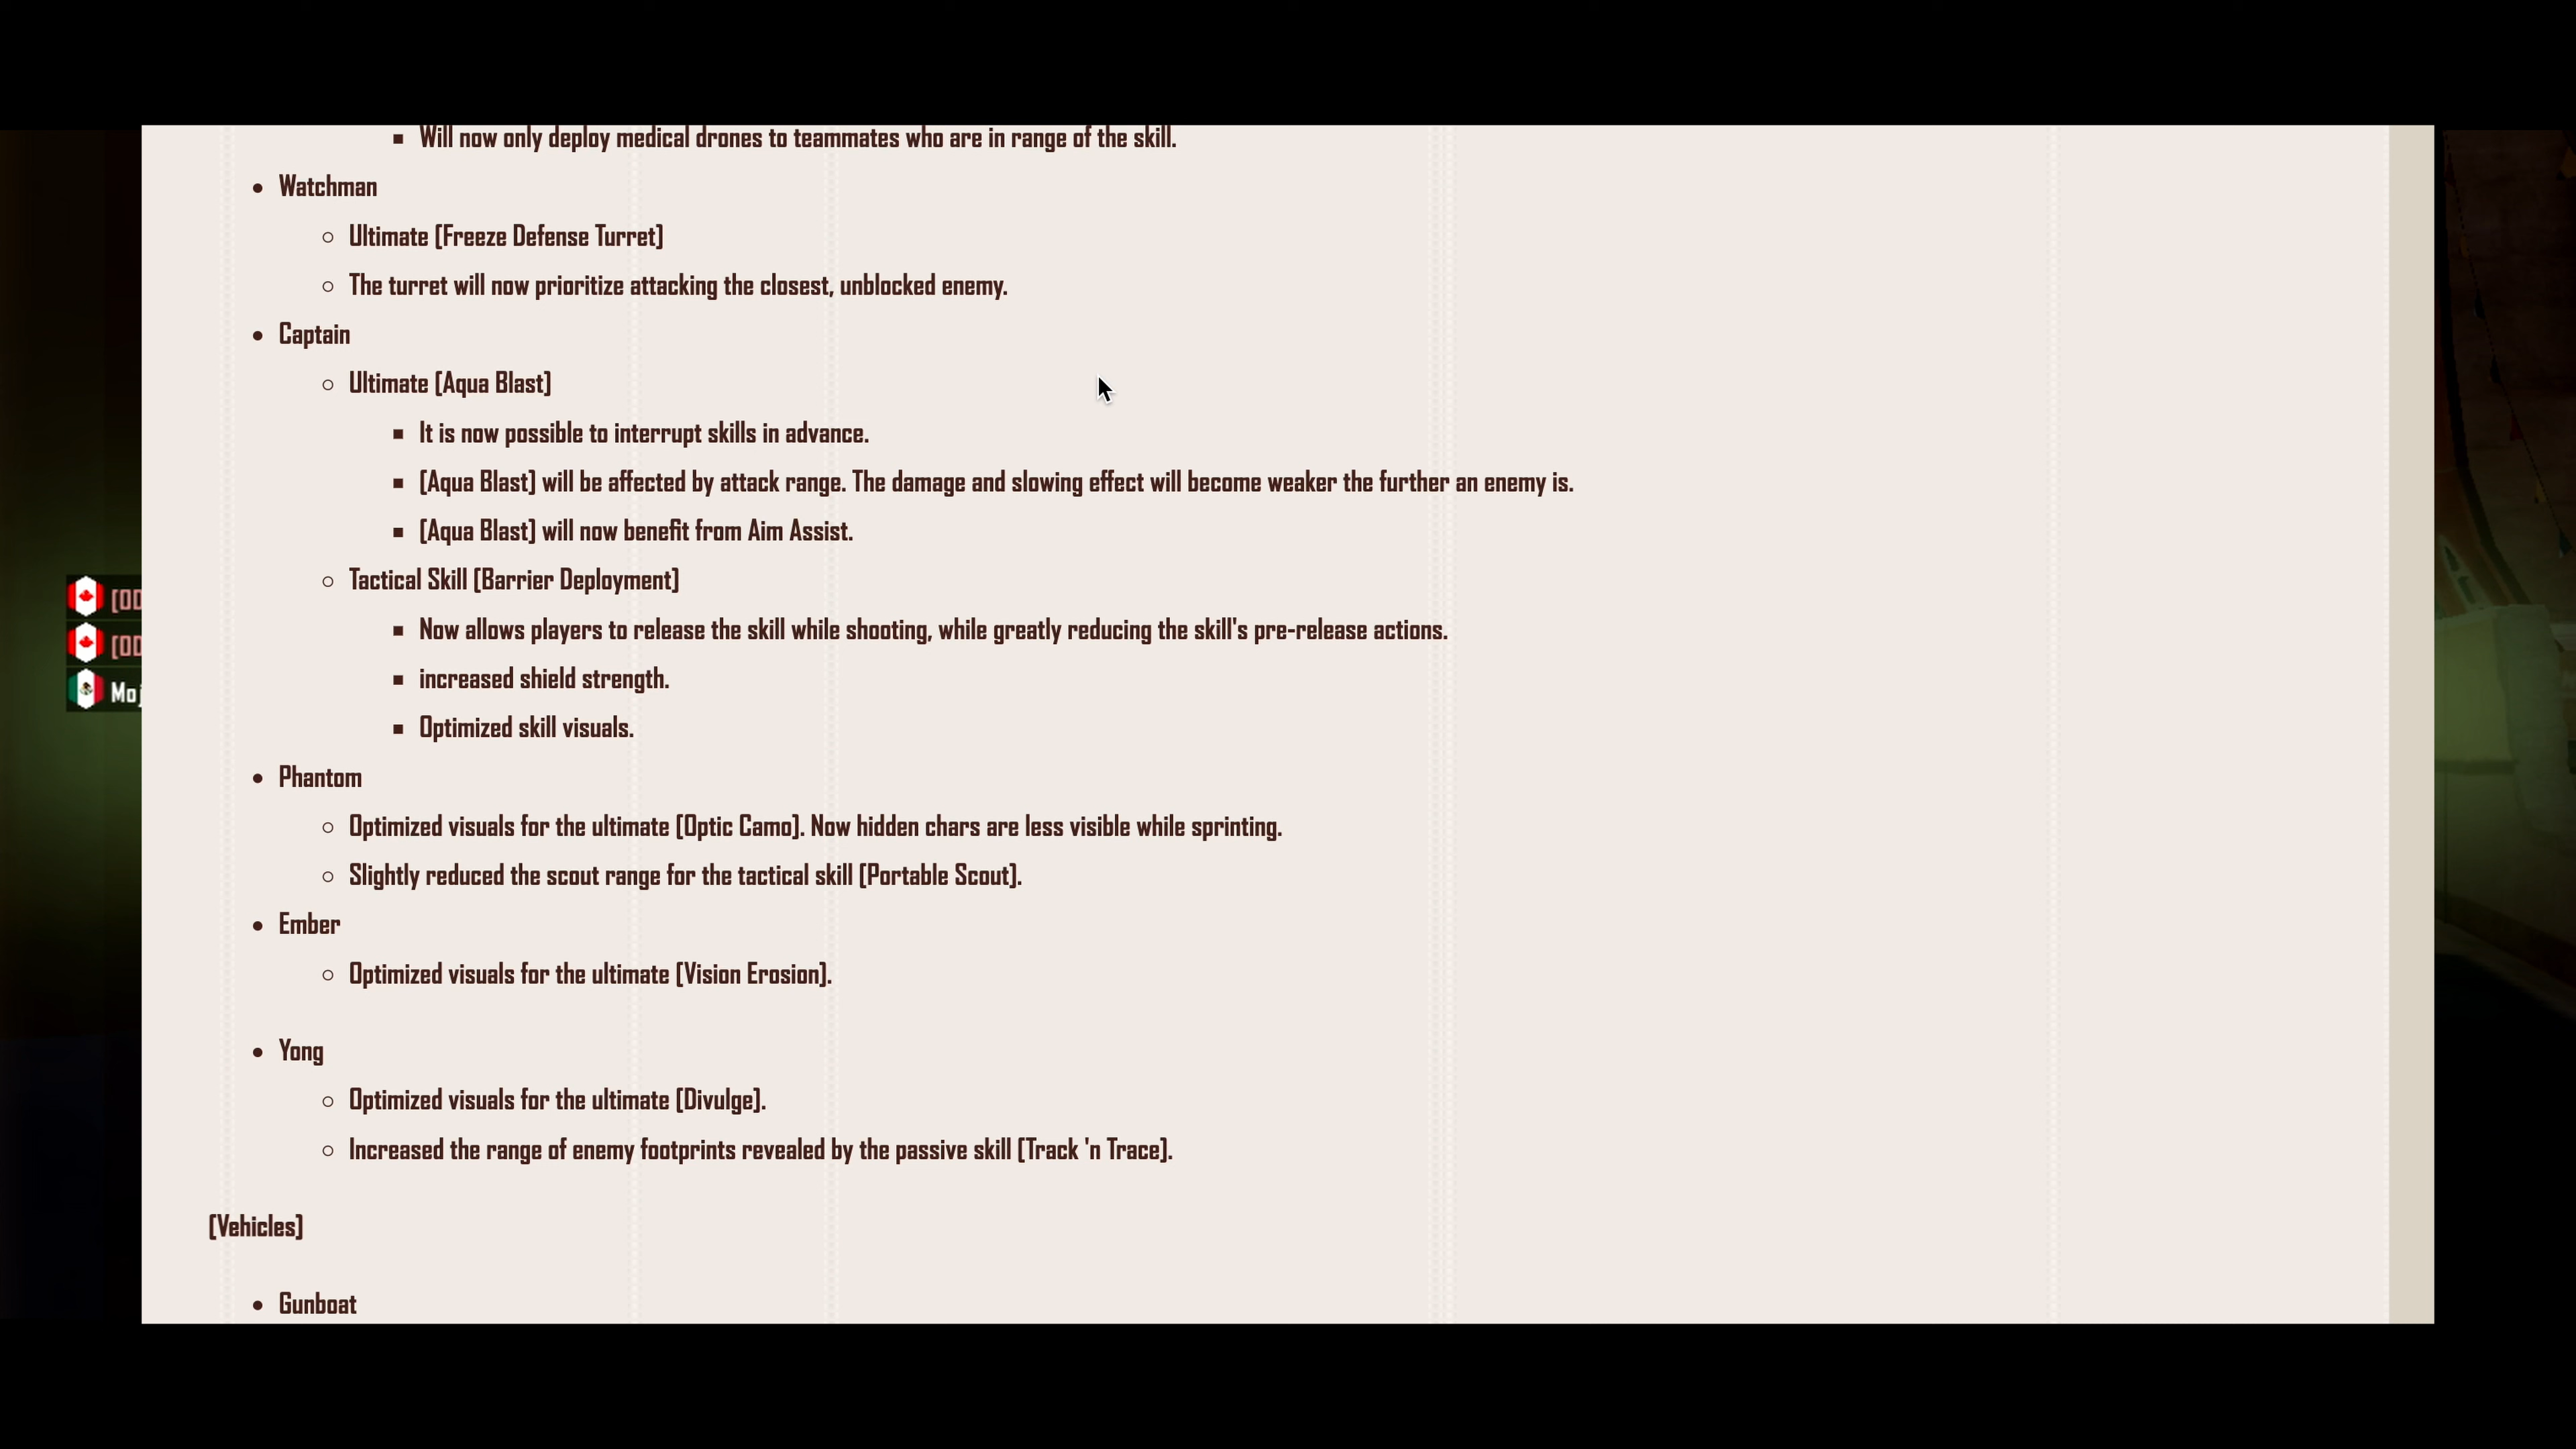 Will now only deploy medical drones to teammates who are in range of the skill.
Watchman
Ultimate [Freeze Defense Turret]
The turret will now prioritize attacking the closest, unblocked enemy.
Captain
Ultimate [Aqua Blast]
It is now possible to interrupt skills in advance.
[Aqua Blast] will be affected by attack range. The damage and slowing effect will become weaker the further an enemy is.
[Aqua Blast] will now benefit from Aim Assist.
Tactical Skill [Barrier Deployment]
[OD
Now allows players to release the skill while shooting, while greatly reducing the skill's pre-release actions.
[OD
increased shield strength.
Moj
Optimized skill visuals.
Phantom
Optimized visuals for the ultimate [Optic Camo]. Now hidden chars are less visible while sprinting.
Slightly reduced the scout range for the tactical skill [Portable Scout].
Ember
Optimized visuals for the ultimate [Vision Erosion].
Yong
Optimized visuals for the ultimate [Divulge].
Increased the range of enemy footprints revealed by the passive skill [Track 'n Trace].
[Vehicles]
Gunboat